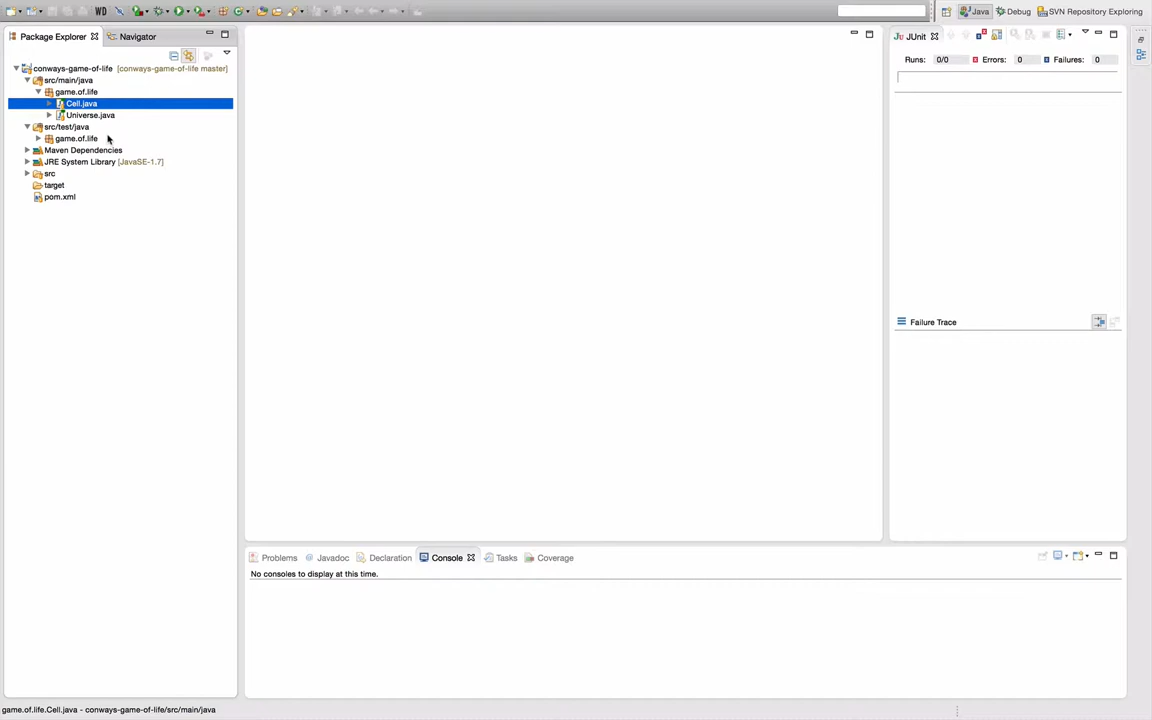 WD
Java
Debug
SVN Repository Exploring
Package Explorer
Navigator
conways-game-of-life [conways-game-of-life master]
src/main/java
game.of.life
Cell.java
Universe.java
src/test/java
game.of.life
Maven Dependencies
JRE System Library [JavaSE-1.7]
src
target
pom.xml
Ju JUnit
Runs: 0/0 Errors: 0 Failures: 0
Failure Trace
Problems @ Javadoc Declaration Console Tasks Coverage
No consoles to display at this time.
game.of.life.Cell.java - conways-game-of-life/src/main/java